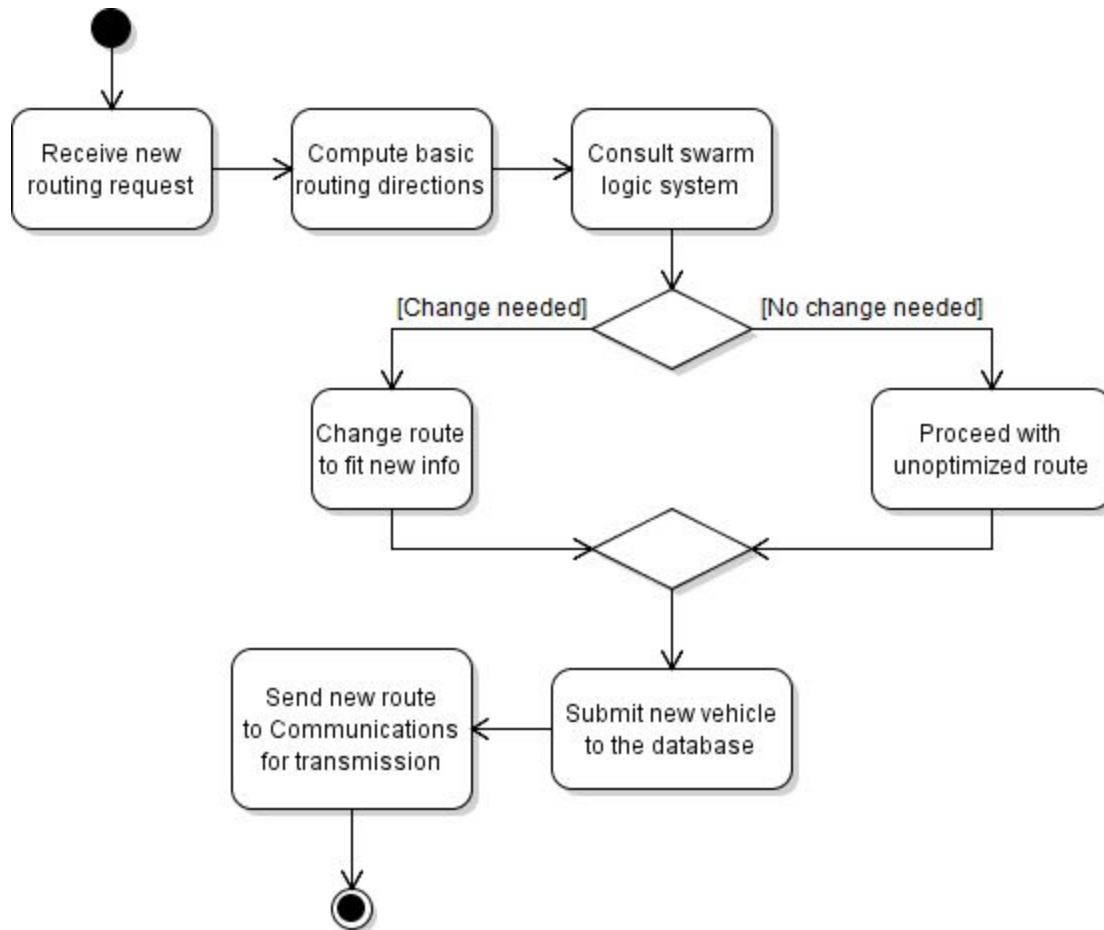 Receive new
routing request
Compute basic
routing directions
Consult swarm
logic system
[Change needed]
[No change needed]
Change route
to fit new info
Proceed with
unoptimized route
Submit new vehicle
to the database
Send new route
to Communications
for transmission